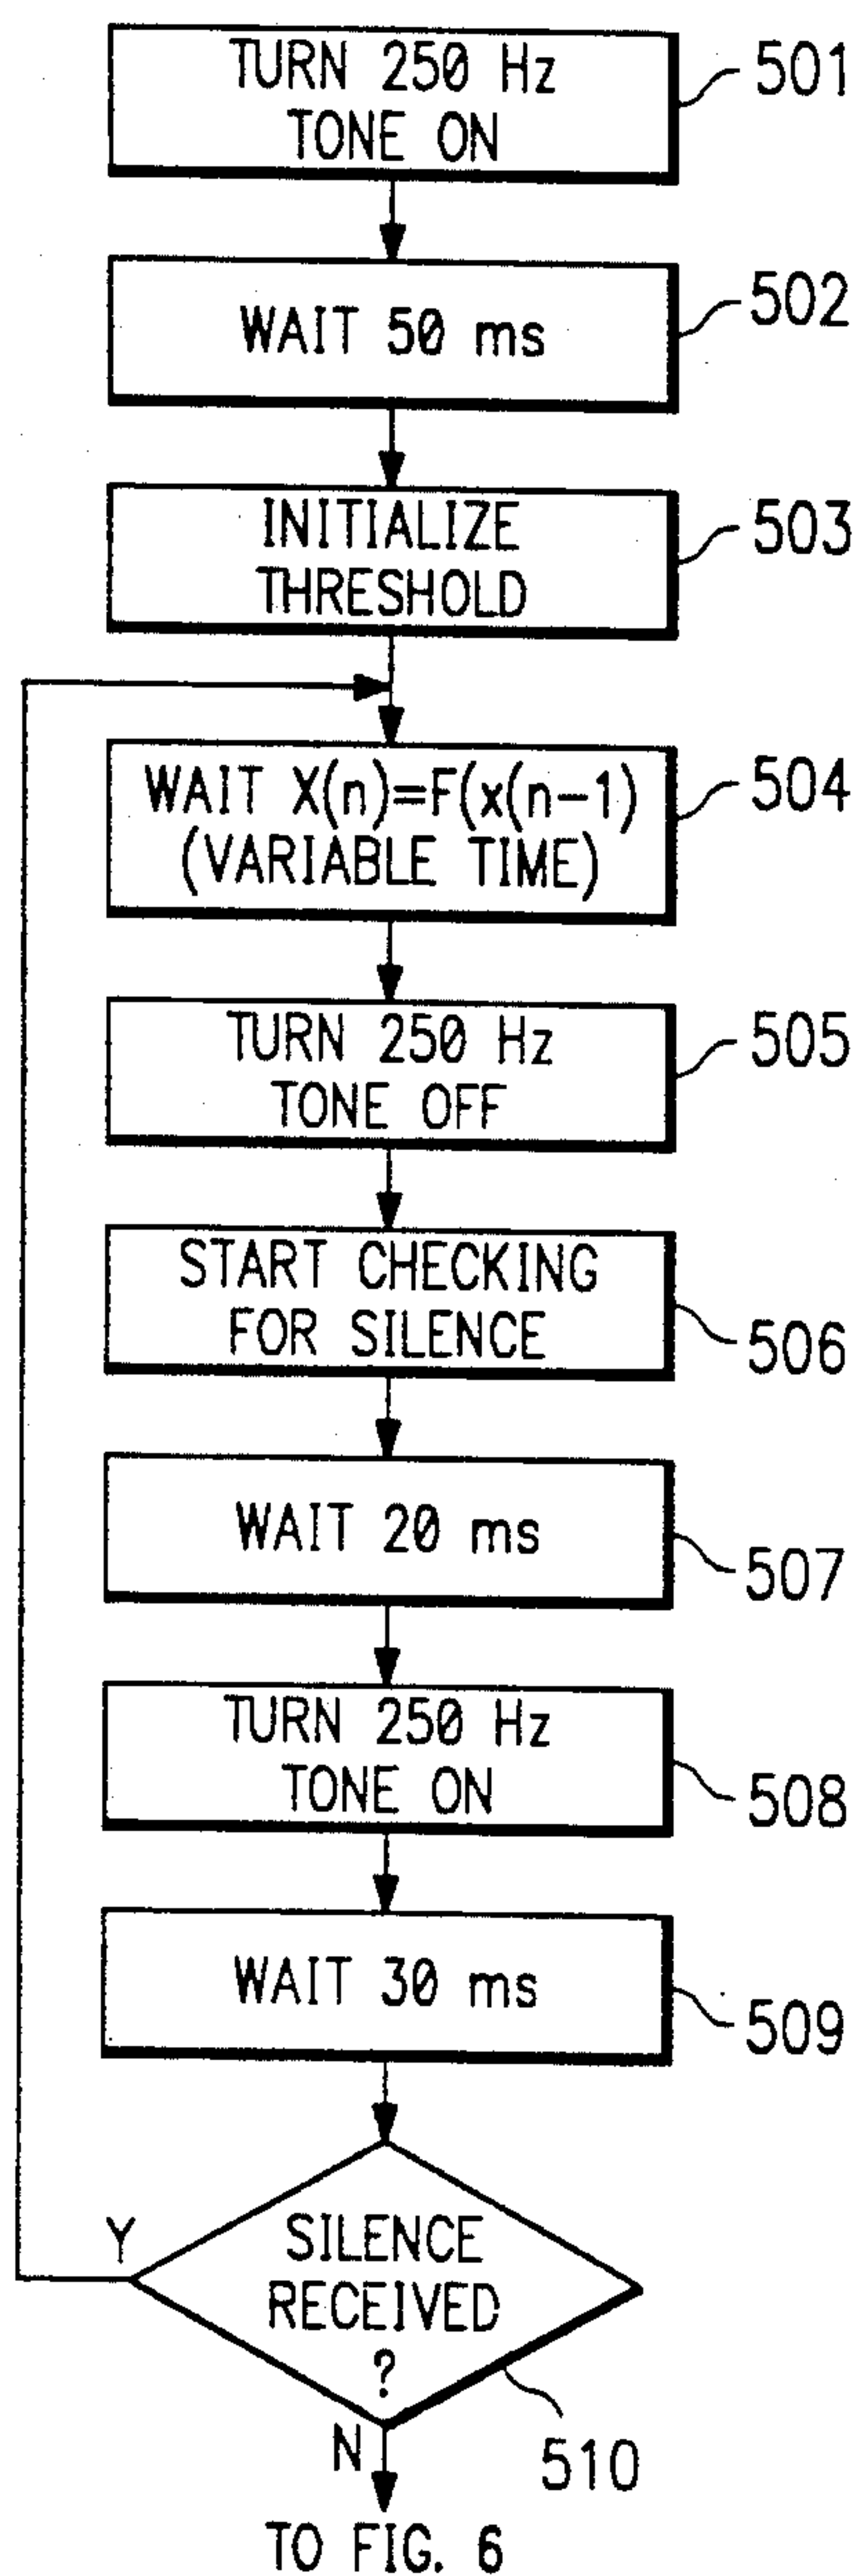 TURN 250 Hz
TONE ON
501
WAIT 50 ms
502
INITIALIZE
THRESHOLD
503
WAIT X(n)=F(x(n-1)
(VARIABLE TIME)
504
TURN 250 Hz
TONE OFF
505
START CHECKING
FOR SILENCE
506
WAIT 20 ms
507
TURN 250 Hz
TONE ON
508
WAIT 30 ms
509
Y
SILENCE
RECEIVED
?
510
N
TO FIG. 6